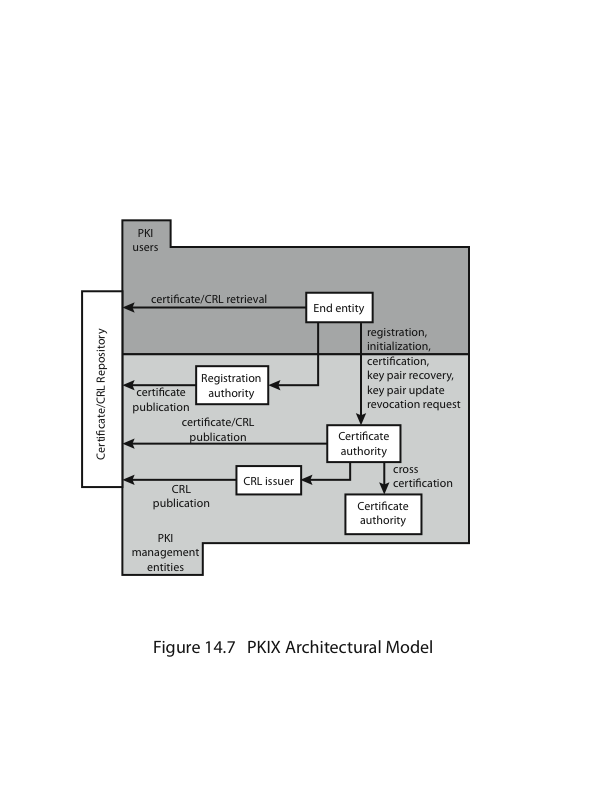 PKI
users
certificate/CRL retrieval
End entity
Certificate/CRL Repository
registration,
initialization,
certification,
key pair recovery,
key pair update
revocation request
Registration
authority
certificate
publication
certificate/CRL
publication
Certificate
authority
CRL issuer
cross
certification
CRL
publication
Certificate
authority
PKI
management
entities
Figure 14.7 PKIX Architectural Model